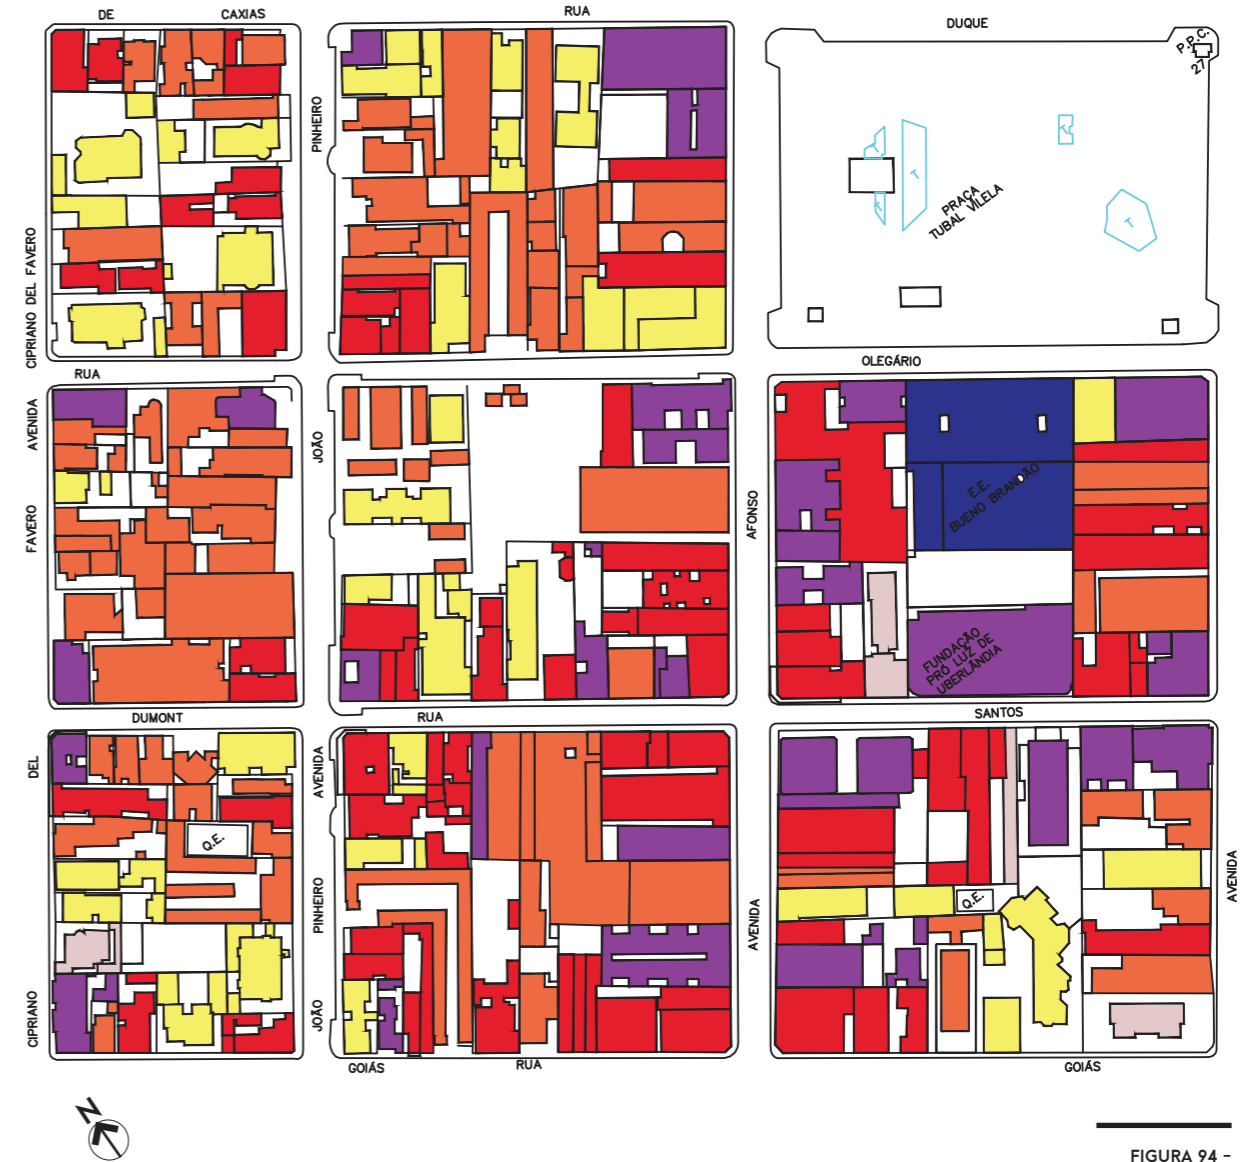 DE CAXIAS
RUA
DUQUE
P.P.C.
27
PINHEIRO
CIPRIANO DEL FAVERO
T
T
T
T
T
PRAÇA
TUBAL VILELA
OLEGÁRIO
RUA
AVENIDA
FAVERO
JOÃO
AFONSO
E.E.
BUENO BRANDÃO
FUNDAÇÃO
PRÓ LUZ DE
UBERLÂNDIA
DUMONT
RUA
SANTOS
DEL
CIPRIANO
AVENIDA
PINHEIRO
JOÃO
Q.E.
AVENIDA
Q.E.
AVENIDA
GOIÁS
RUA
GOIÁS
N
FIGURA 94 -